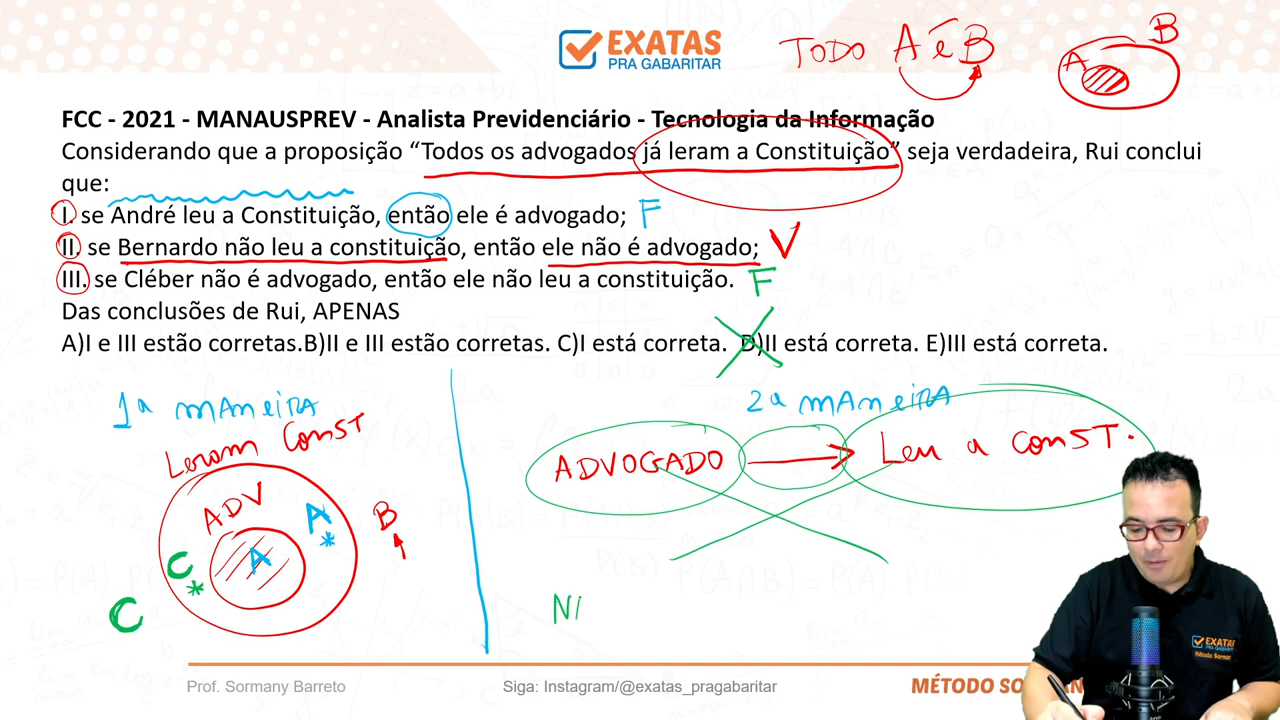 EXATAS
PRA GABARITAR
TODO A é B
A
B
FCC - 2021 - MANAUSPREV - Analista Previdenciário - Tecnologia da Informação
Considerando que a proposição “Todos os advogados já leram a Constituição” seja verdadeira, Rui conclui
que:
I. se André leu a Constituição, então ele é advogado; F
II. se Bernardo não leu a constituição, então ele não é advogado; V
III. se Cléber não é advogado, então ele não leu a constituição. F
Das conclusões de Rui, APENAS
A)I e III estão corretas.B)II e III estão corretas. C)I está correta. D)II está correta. E)III está correta.
1ª mAneiRA
2ª mAneiRA
Leram Const
ADVOGADO → Leu a const.
ADV
A
*
B
A
C
*
C
N
EXATAS
PRA GABARITAR
Prof. Sormany Barreto
Siga: Instagram/@exatas_pragabaritar
MÉTODO